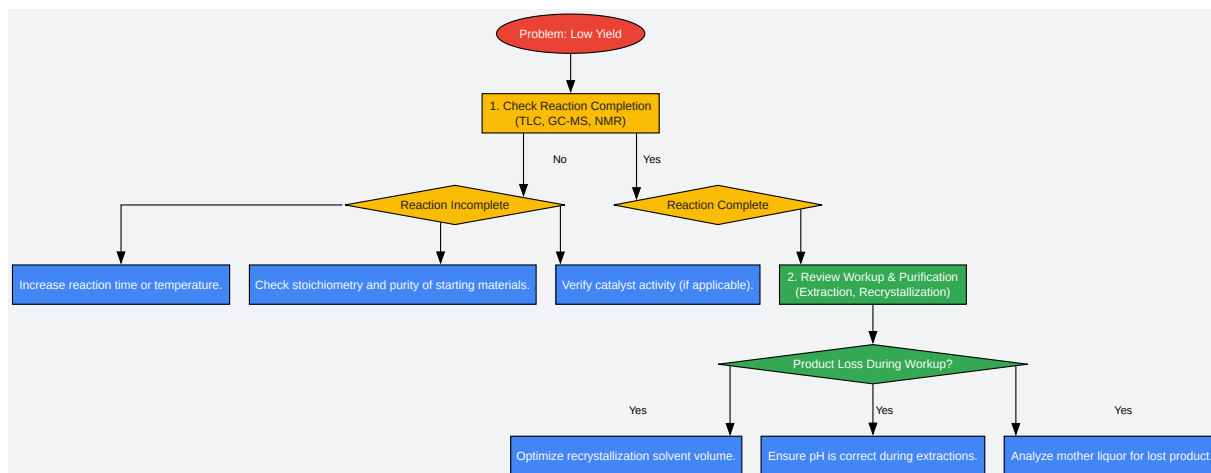 Problem: Low Yield
1. Check Reaction Completion
(TLC, GC-MS, NMR)
No
Yes
Reaction Incomplete
Reaction Complete
Increase reaction time or temperature.
Check stoichiometry and purity of starting materials.
Verify catalyst activity (if applicable).
2. Review Workup & Purification
(Extraction, Recrystallization)
Product Loss During Workup?
Yes
Yes
Yes
Optimize recrystallization solvent volume.
Ensure pH is correct during extractions.
Analyze mother liquor for lost product.